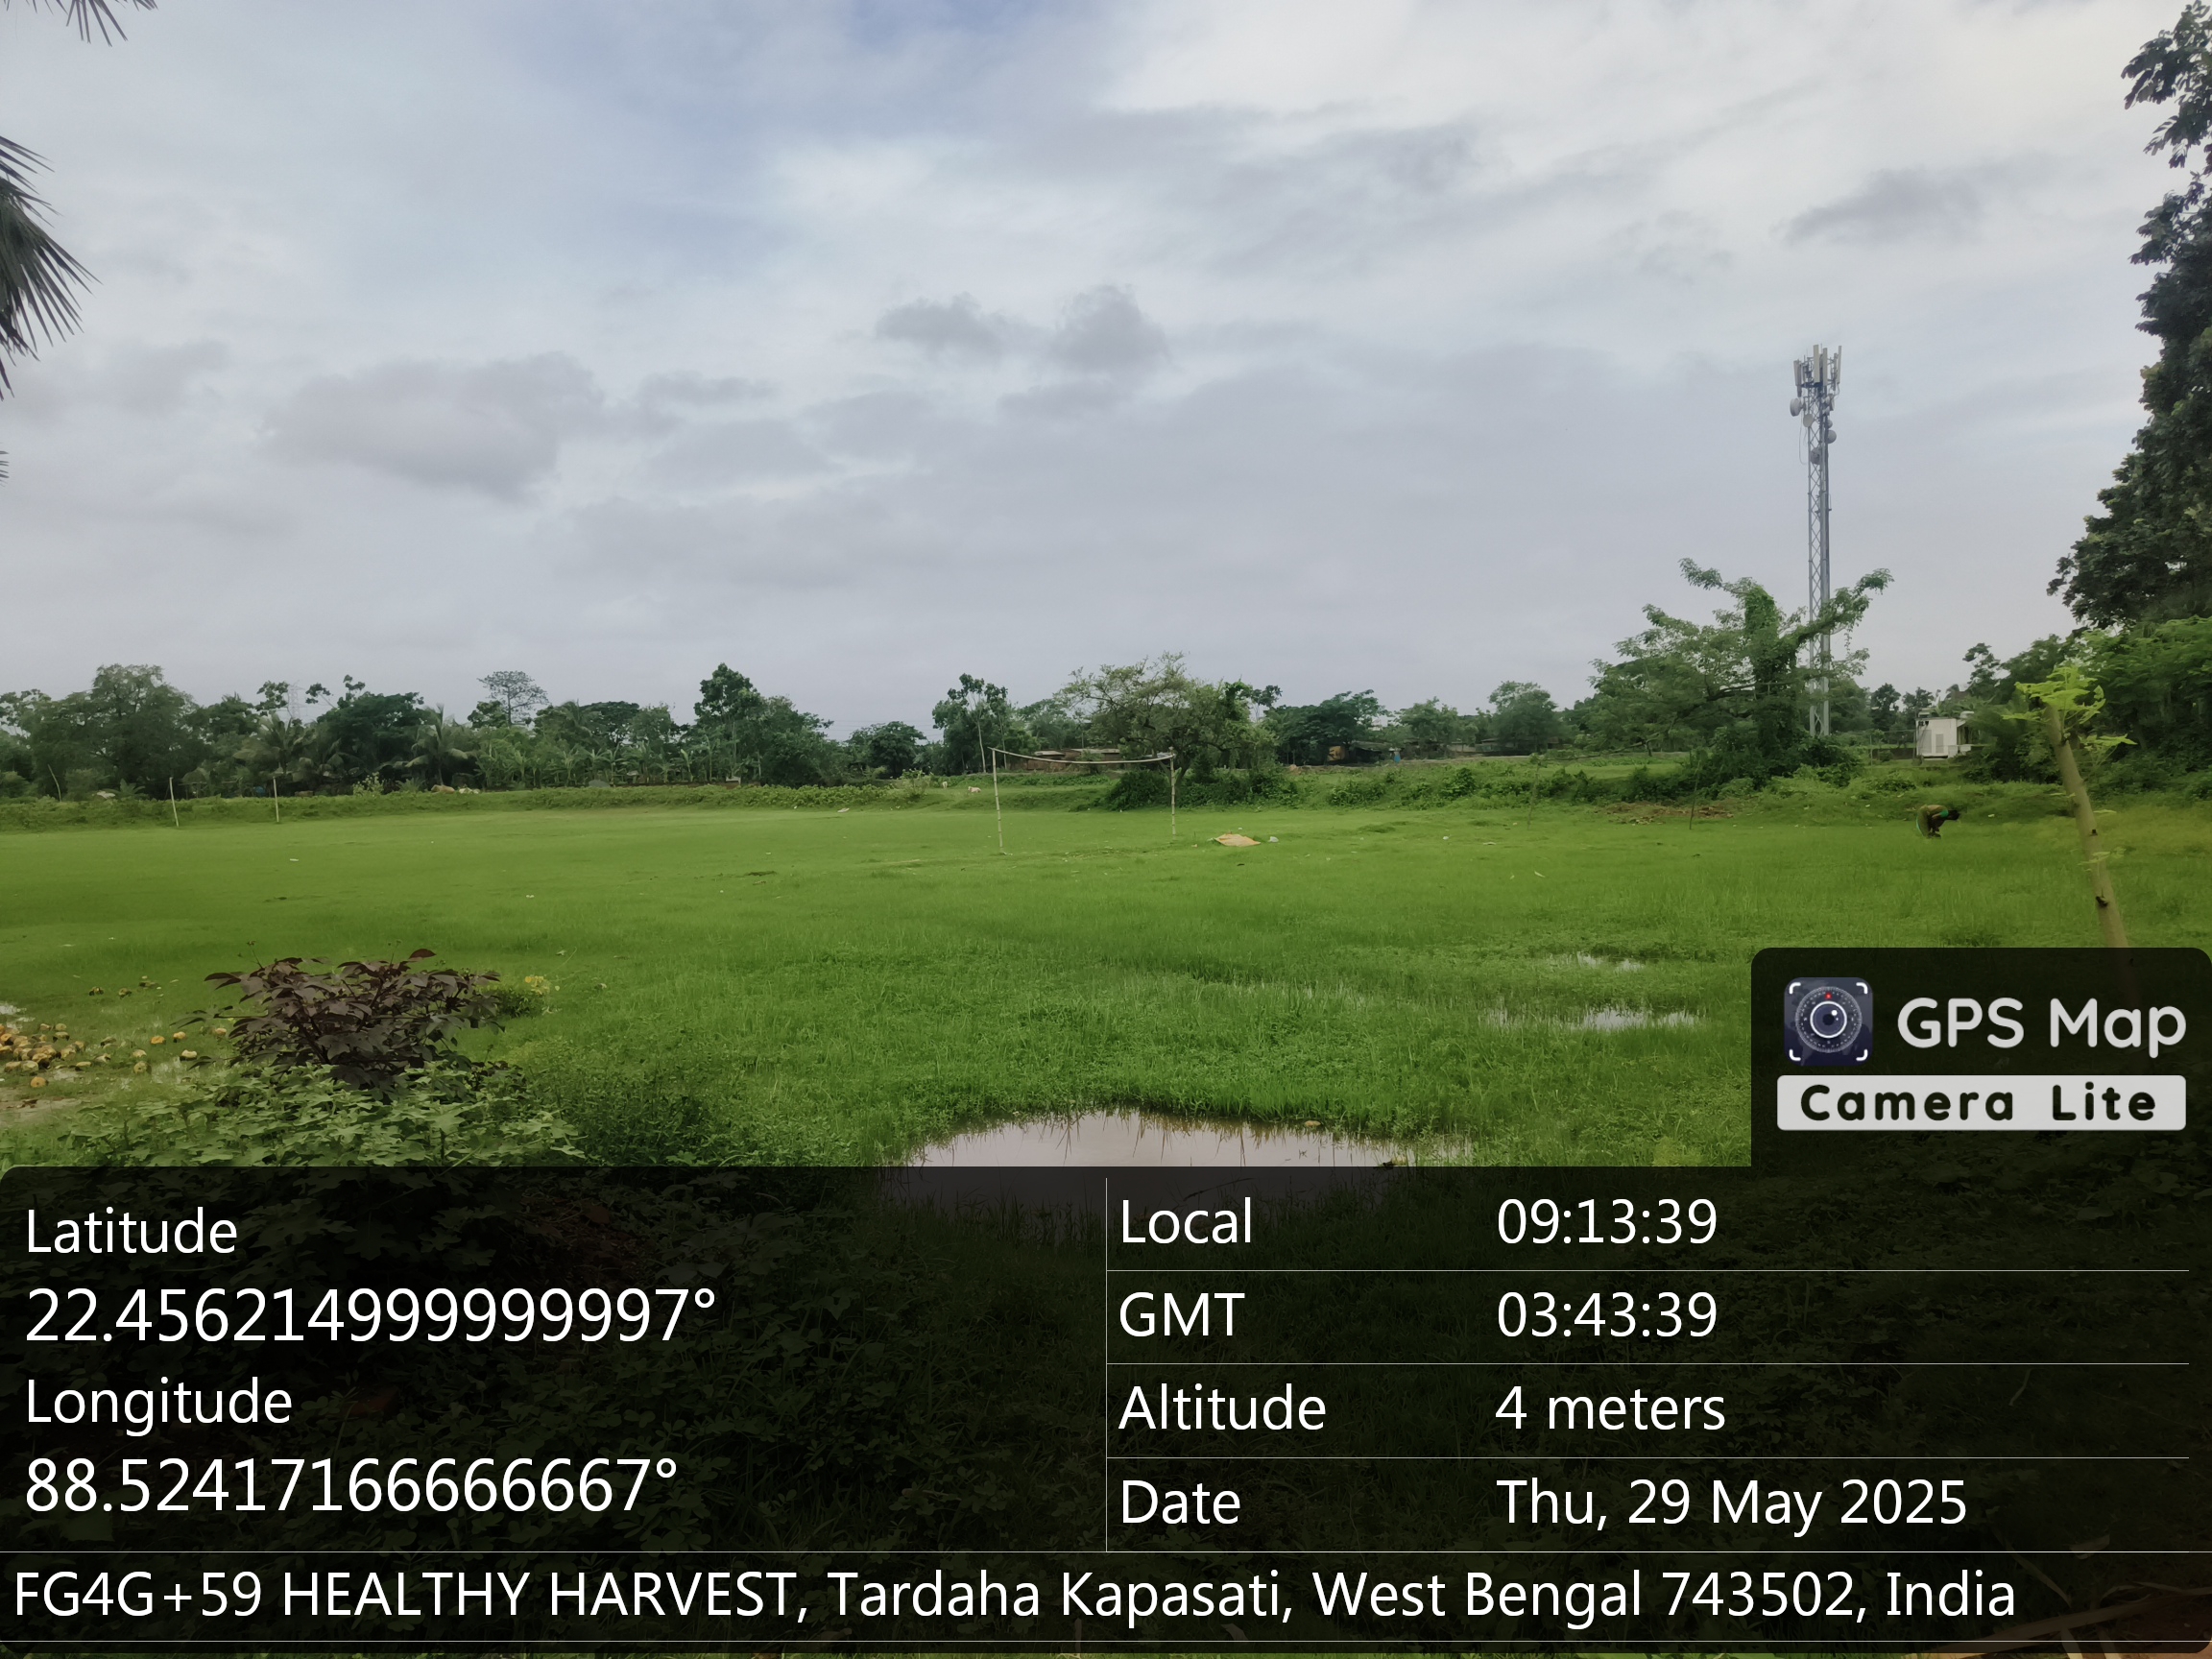 GPS Map
Camera Lite
Latitude
22.456214999999997°
Longitude
88.52417166666667°
Local 09:13:39
GMT 03:43:39
Altitude 4 meters
Date Thu, 29 May 2025
FG4G+59 HEALTHY HARVEST, Tardaha Kapasati, West Bengal 743502, India